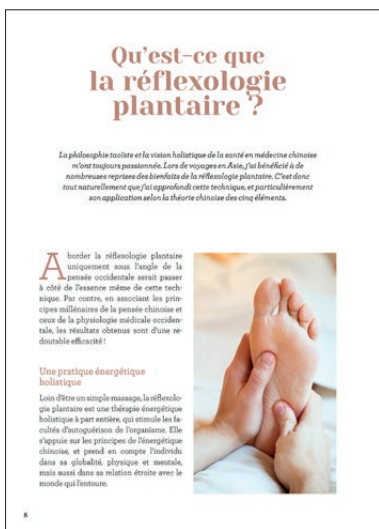 Qu'est-ce que
la réflexologie
plantaire ?
La philosophie taoïste et la vision holistique de la santé en médecine chinoise
m'ont toujours passionnée. Lors de voyages en Asie, j'ai bénéficié à de
nombreuses reprises des bienfaits de la réflexologie plantaire. C'est donc
tout naturellement que j'ai approfondi cette technique, et particulièrement
son application selon la théorie chinoise des cinq éléments.
Aborder la réflexologie plantaire
uniquement sous l'angle de la
pensée occidentale serait passer
à côté de l'essence même de cette tech-
nique. Par contre, en associant les prin-
cipes millénaires de la pensée chinoise et
ceux de la physiologie médicale occiden-
tale, les résultats obtenus sont d'une re-
doutable efficacité !
Une pratique énergétique
holistique
Loin d'être un simple massage, la réflexolo-
gie plantaire est une thérapie énergétique
holistique à part entière, qui stimule les fa-
cultés d'autoguérison de l'organisme. Elle
s'appuie sur les principes de l'énergétique
chinoise, et prend en compte l'individu
dans sa globalité, physique et mentale,
mais aussi dans sa relation étroite avec le
monde qui l'entoure.
8